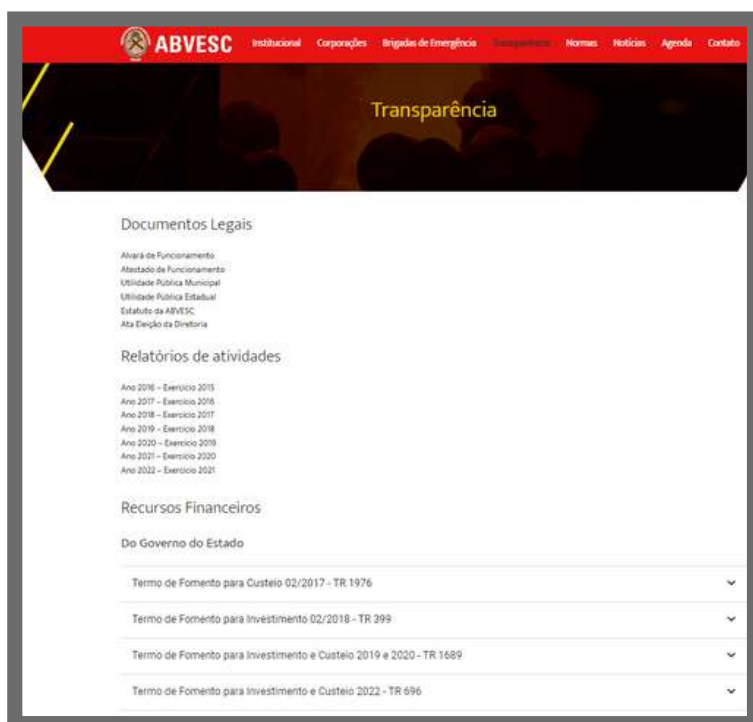 ABVESC Institucional Corporações Brigadas de Emergência Transparência Normas Notícias Agenda Contato
Transparência
Documentos Legais
Alvará de Funcionamento
Atestado de Funcionamento
Utilidade Pública Municipal
Utilidade Pública Estadual
Estatuto da ABVESC
Ata Eleição da Diretoria
Relatórios de atividades
Ano 2016 – Exercício 2015
Ano 2017 – Exercício 2016
Ano 2018 – Exercício 2017
Ano 2019 – Exercício 2018
Ano 2020 – Exercício 2019
Ano 2021 – Exercício 2020
Ano 2022 – Exercício 2021
Recursos Financeiros
Do Governo do Estado
Termo de Fomento para Custeio 02/2017 - TR 1976
Termo de Fomento para Investimento 02/2018 - TR 399
Termo de Fomento para Investimento e Custeio 2019 e 2020 - TR 1689
Termo de Fomento para Investimento e Custeio 2022 - TR 696